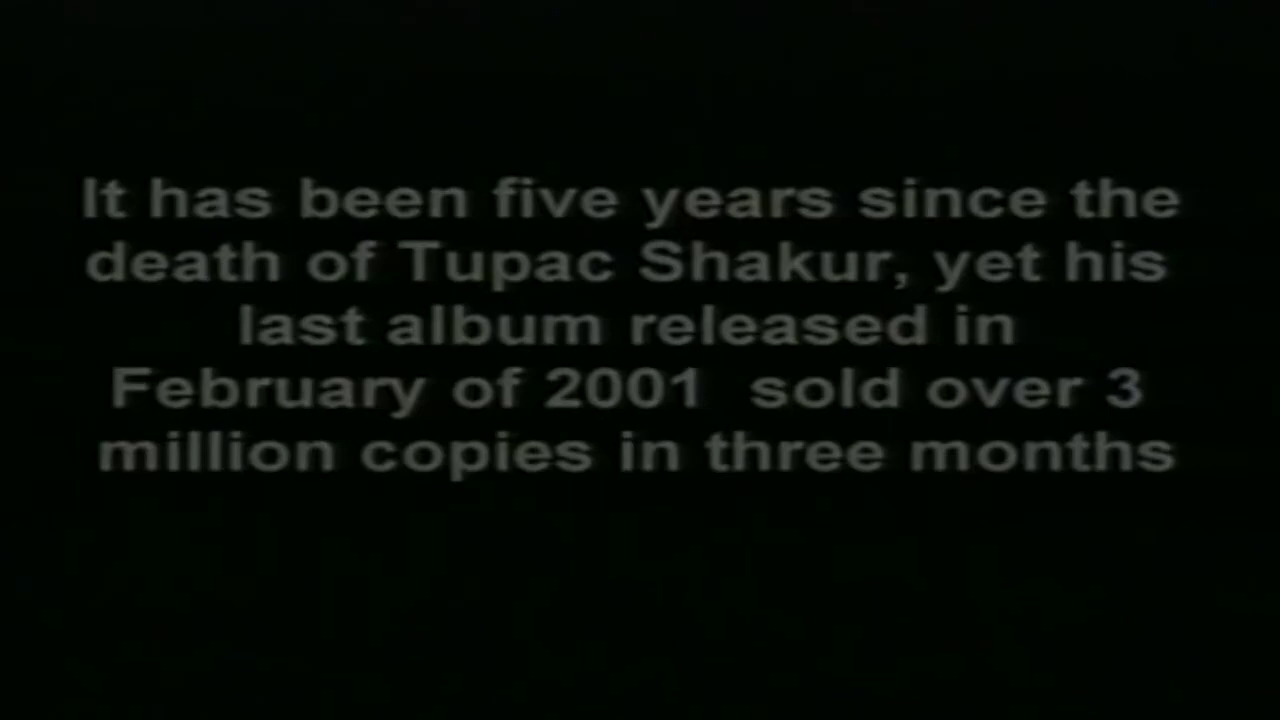 It has been five years since the
death of Tupac Shakur, yet his
last album released in
February of 2001  sold over 3
million copies in three months